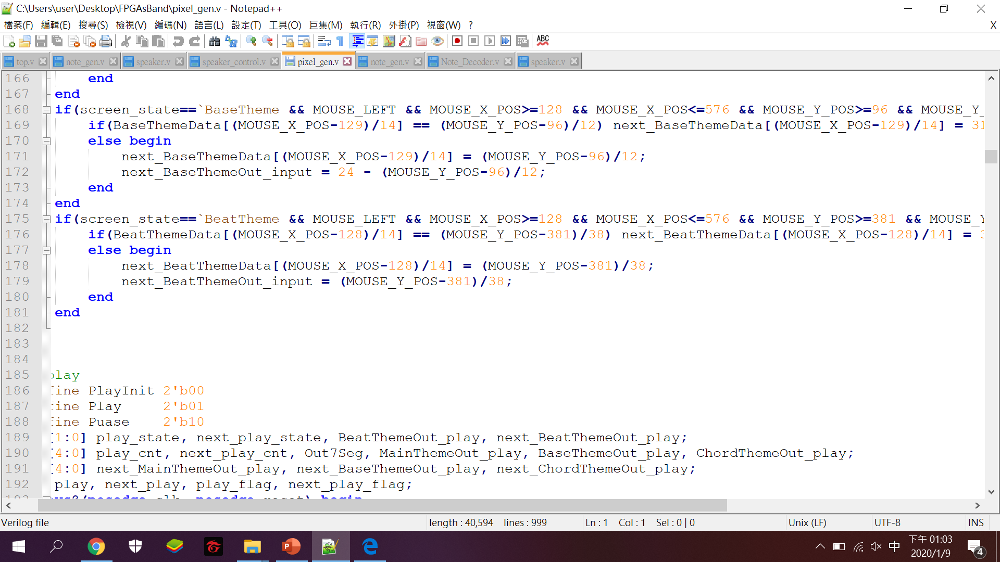 C:\Users\user\Desktop\FPGAsBand\pixel_gen.v - Notepad++
檔案(F) 編輯(E) 搜尋(S) 檢視(V) 編碼(N) 語言(L) 設定(T) 工具(O) 巨集(M) 執行(R) 外掛(P) 視窗(W) ? X
ABC
top.v note_gen.v speaker.v speaker_control.v pixel_gen.v note_gen.v Note_Decoder.v speaker.v
166 end
167 end
168 if(screen_state==`BaseTheme && MOUSE_LEFT && MOUSE_X_POS>=128 && MOUSE_X_POS<=576 && MOUSE_Y_POS>=96 && MOUSE_Y_
169 if(BaseThemeData[(MOUSE_X_POS-129)/14] == (MOUSE_Y_POS-96)/12) next_BaseThemeData[(MOUSE_X_POS-129)/14] = 31
170 else begin
171 next_BaseThemeData[(MOUSE_X_POS-129)/14] = (MOUSE_Y_POS-96)/12;
172 next_BaseThemeOut_input = 24 - (MOUSE_Y_POS-96)/12;
173 end
174 end
175 if(screen_state==`BeatTheme && MOUSE_LEFT && MOUSE_X_POS>=128 && MOUSE_X_POS<=576 && MOUSE_Y_POS>=381 && MOUSE_Y
176 if(BeatThemeData[(MOUSE_X_POS-128)/14] == (MOUSE_Y_POS-381)/38) next_BeatThemeData[(MOUSE_X_POS-128)/14] =
177 else begin
178 next_BeatThemeData[(MOUSE_X_POS-128)/14] = (MOUSE_Y_POS-381)/38;
179 next_BeatThemeOut_input = (MOUSE_Y_POS-381)/38;
180 end
181 end
182
183
184
185 play
186 fine PlayInit 2'b00
187 fine Play 2'b01
188 fine Puase 2'b10
189 [1:0] play_state, next_play_state, BeatThemeOut_play, next_BeatThemeOut_play;
190 [4:0] play_cnt, next_play_cnt, Out7Seg, MainThemeOut_play, BaseThemeOut_play, ChordThemeOut_play;
191 [4:0] next_MainThemeOut_play, next_BaseThemeOut_play, next_ChordThemeOut_play;
192 play, next_play, play_flag, next_play_flag;
Verilog file length : 40,594 lines : 999 Ln : 1 Col : 1 Sel : 0 | 0 Unix (LF) UTF-8 INS
中 下午 01:03
2020/1/9
4